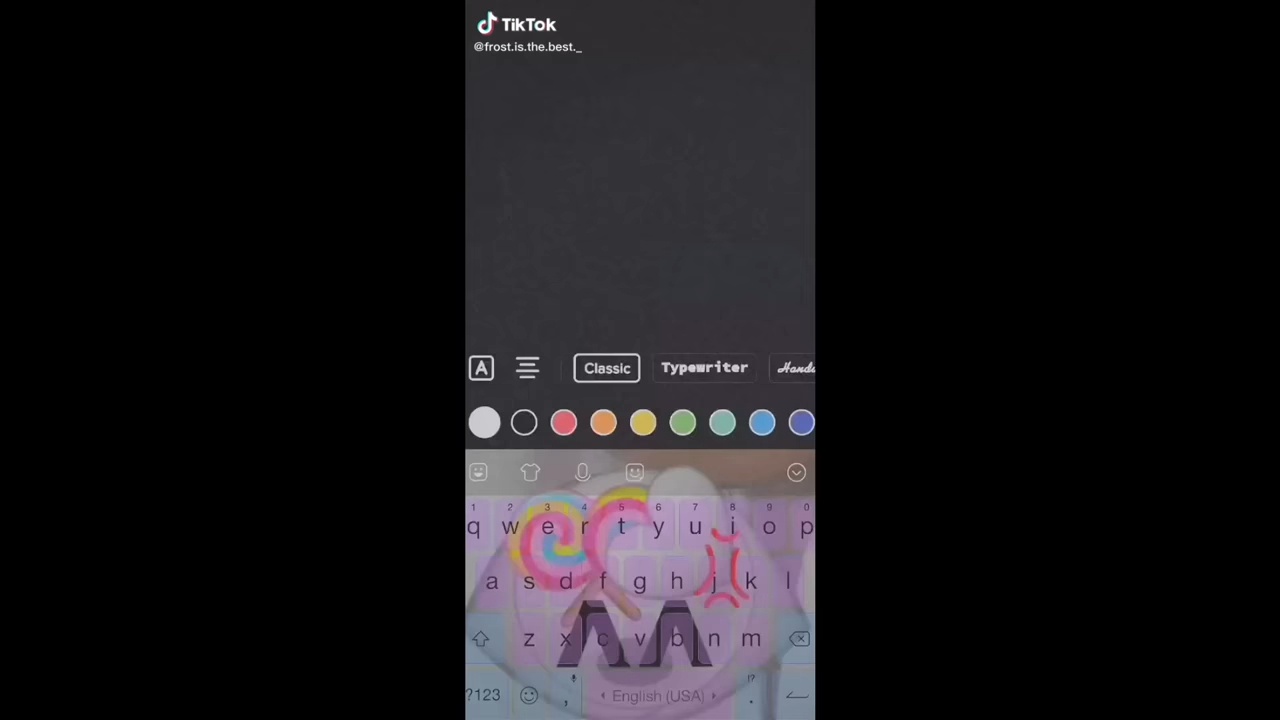 TikTok
@frost.is.the.best._
A Classic Typewriter Hands
1 2 3 4 5 6 7 8 9 0
q w e r t y u i o p
a s d f g h j k l
z x c v b n m
!?
?123 , English (USA) .